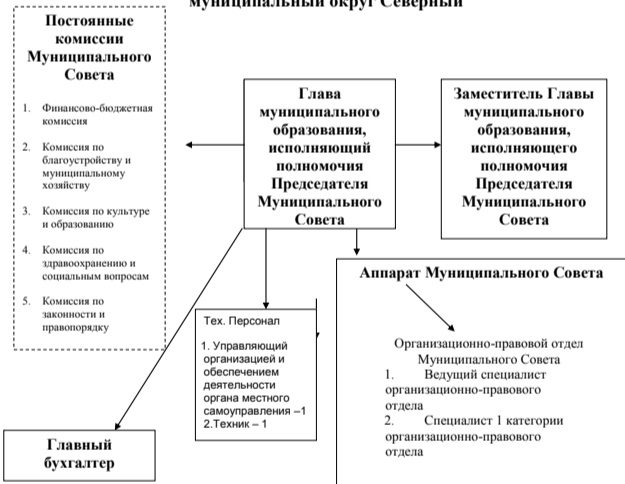 муниципальный округ Северный
Постоянные
комиссии
Муниципального
Совета
1. Финансово-бюджетная
комиссия
2. Комиссия по
благоустройству и
муниципальному
хозяйству
3. Комиссия по культуре
и образованию
4. Комиссия по
здравоохранению и
социальным вопросам
5. Комиссия по
законности и
правопорядку
Глава
муниципального
образования,
исполняющий
полномочия
Председателя
Муниципального
Совета
Заместитель Главы
муниципального
образования,
исполняющего
полномочия
Председателя
Муниципального
Совета
Аппарат Муниципального Совета
Организационно-правовой отдел
Муниципального Совета
1. Ведущий специалист
организационно-правового
отдела
2. Специалист 1 категории
организационно-правового
отдела
Тех. Персонал
1. Управляющий
организацией и
обеспечением
деятельности
органа местного
самоуправления –1
2.Техник – 1
Главный
бухгалтер